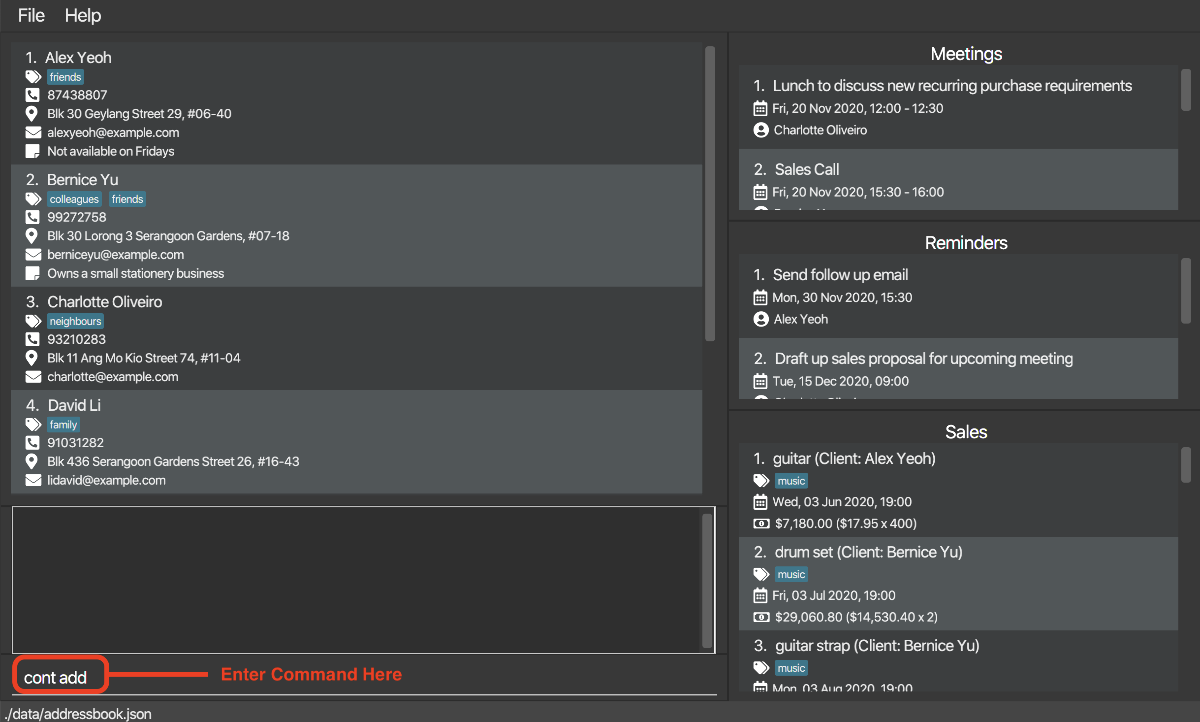 File Help
1. Alex Yeoh
friends
87438807
Blk 30 Geylang Street 29, #06-40
alexyeoh@example.com
Not available on Fridays
2. Bernice Yu
colleagues friends
99272758
Blk 30 Lorong 3 Serangoon Gardens, #07-18
berniceyu@example.com
Owns a small stationery business
3. Charlotte Oliveiro
neighbours
93210283
Blk 11 Ang Mo Kio Street 74, #11-04
charlotte@example.com
4. David Li
family
91031282
Blk 436 Serangoon Gardens Street 26, #16-43
lidavid@example.com
cont add
Enter Command Here
./data/addressbook.json
Meetings
1. Lunch to discuss new recurring purchase requirements
Fri, 20 Nov 2020, 12:00 - 12:30
Charlotte Oliveiro
2. Sales Call
Fri, 20 Nov 2020, 15:30 - 16:00
Reminders
1. Send follow up email
Mon, 30 Nov 2020, 15:30
Alex Yeoh
2. Draft up sales proposal for upcoming meeting
Tue, 15 Dec 2020, 09:00
Sales
1. guitar (Client: Alex Yeoh)
music
Wed, 03 Jun 2020, 19:00
$7,180.00 ($17.95 x 400)
2. drum set (Client: Bernice Yu)
music
Fri, 03 Jul 2020, 19:00
$29,060.80 ($14,530.40 x 2)
3. guitar strap (Client: Bernice Yu)
music
Mon, 03 Aug 2020, 19:00